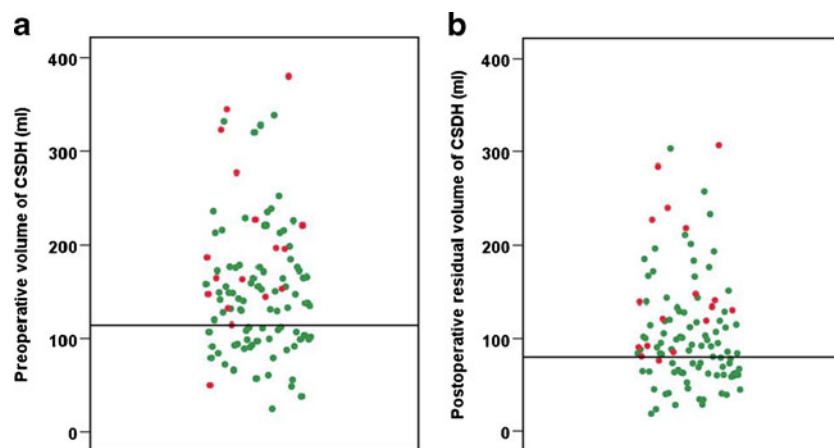 a
Preoperative volume of CSDH (ml)
400
300
200
100
0
b
Postoperative residual volume of CSDH (ml)
400
300
200
100
0